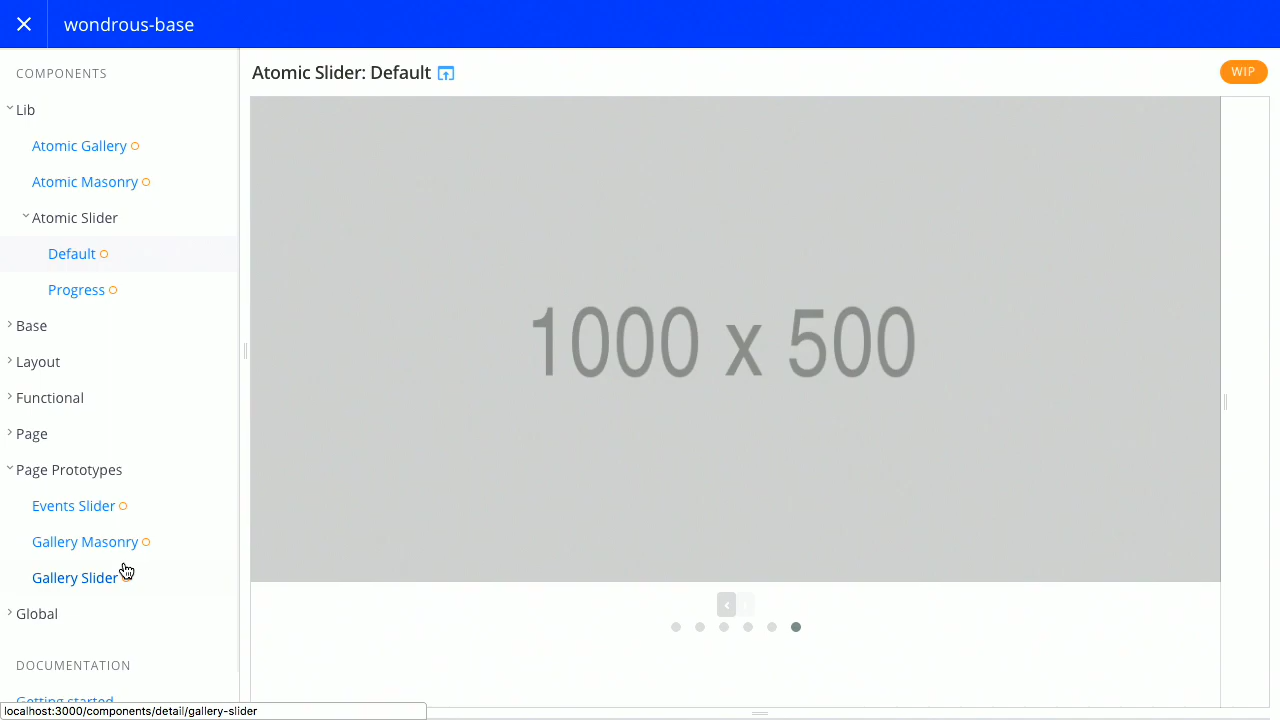 wondrous-base
COMPONENTS
Lib
Atomic Gallery
Atomic Masonry
Atomic Slider
Default
Progress
Base
Layout
Functional
Page
Page Prototypes
Events Slider
Gallery Masonry
Gallery Slider
Global
DOCUMENTATION
Getting started
localhost:3000/components/detail/gallery-slider
Atomic Slider: Default
WIP
1000 x 500